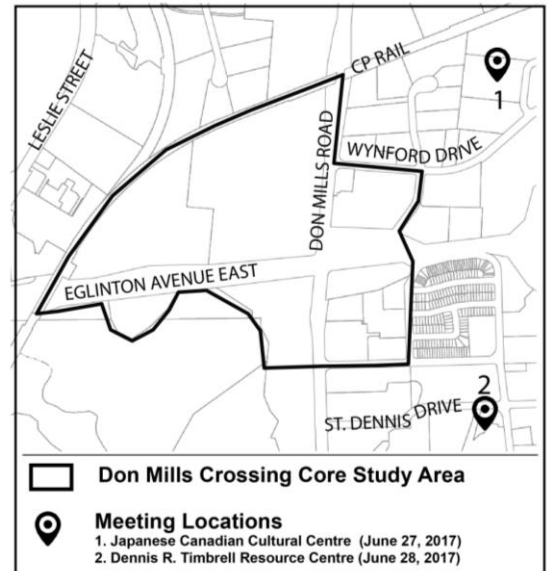 CP RAIL
LESLIE STREET
1
WYNFORD DRIVE
DON MILLS ROAD
EGLINTON AVENUE EAST
2
ST. DENNIS DRIVE
Don Mills Crossing Core Study Area
Meeting Locations
1. Japanese Canadian Cultural Centre (June 27, 2017)
2. Dennis R. Timbrell Resource Centre (June 28, 2017)